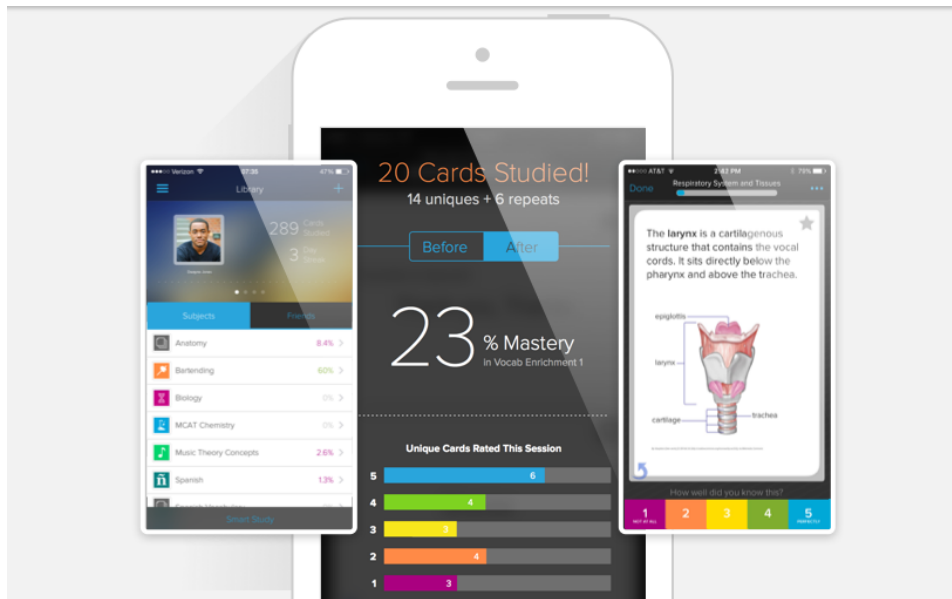 ●●●○○ Verizon 07:38 47%
Library +
289 Cards Studied
3 Day Streak
Subjects Friends
Anatomy 8.4% >
Bartending 60% >
Biology 0% >
MCAT Chemistry 0% >
Music Theory Concepts 2.6% >
ñ Spanish 13% >
Smart Study
20 Cards Studied!
14 uniques + 6 repeats
Before After
23 % Mastery
in Vocab Enrichment 1
Unique Cards Rated This Session
5 6
4 4
3 3
2 4
1 3
AT&T 2:42 PM 79%
Done Respiratory System and Tissues •••
The larynx is a cartilagenous
structure that contains the vocal
cords. It sits directly below the
pharynx and above the trachea.
epiglottis
larynx
cartilage
trachea
How well did you know this?
1 2 3 4 5
NOT AT ALL PERFECTLY